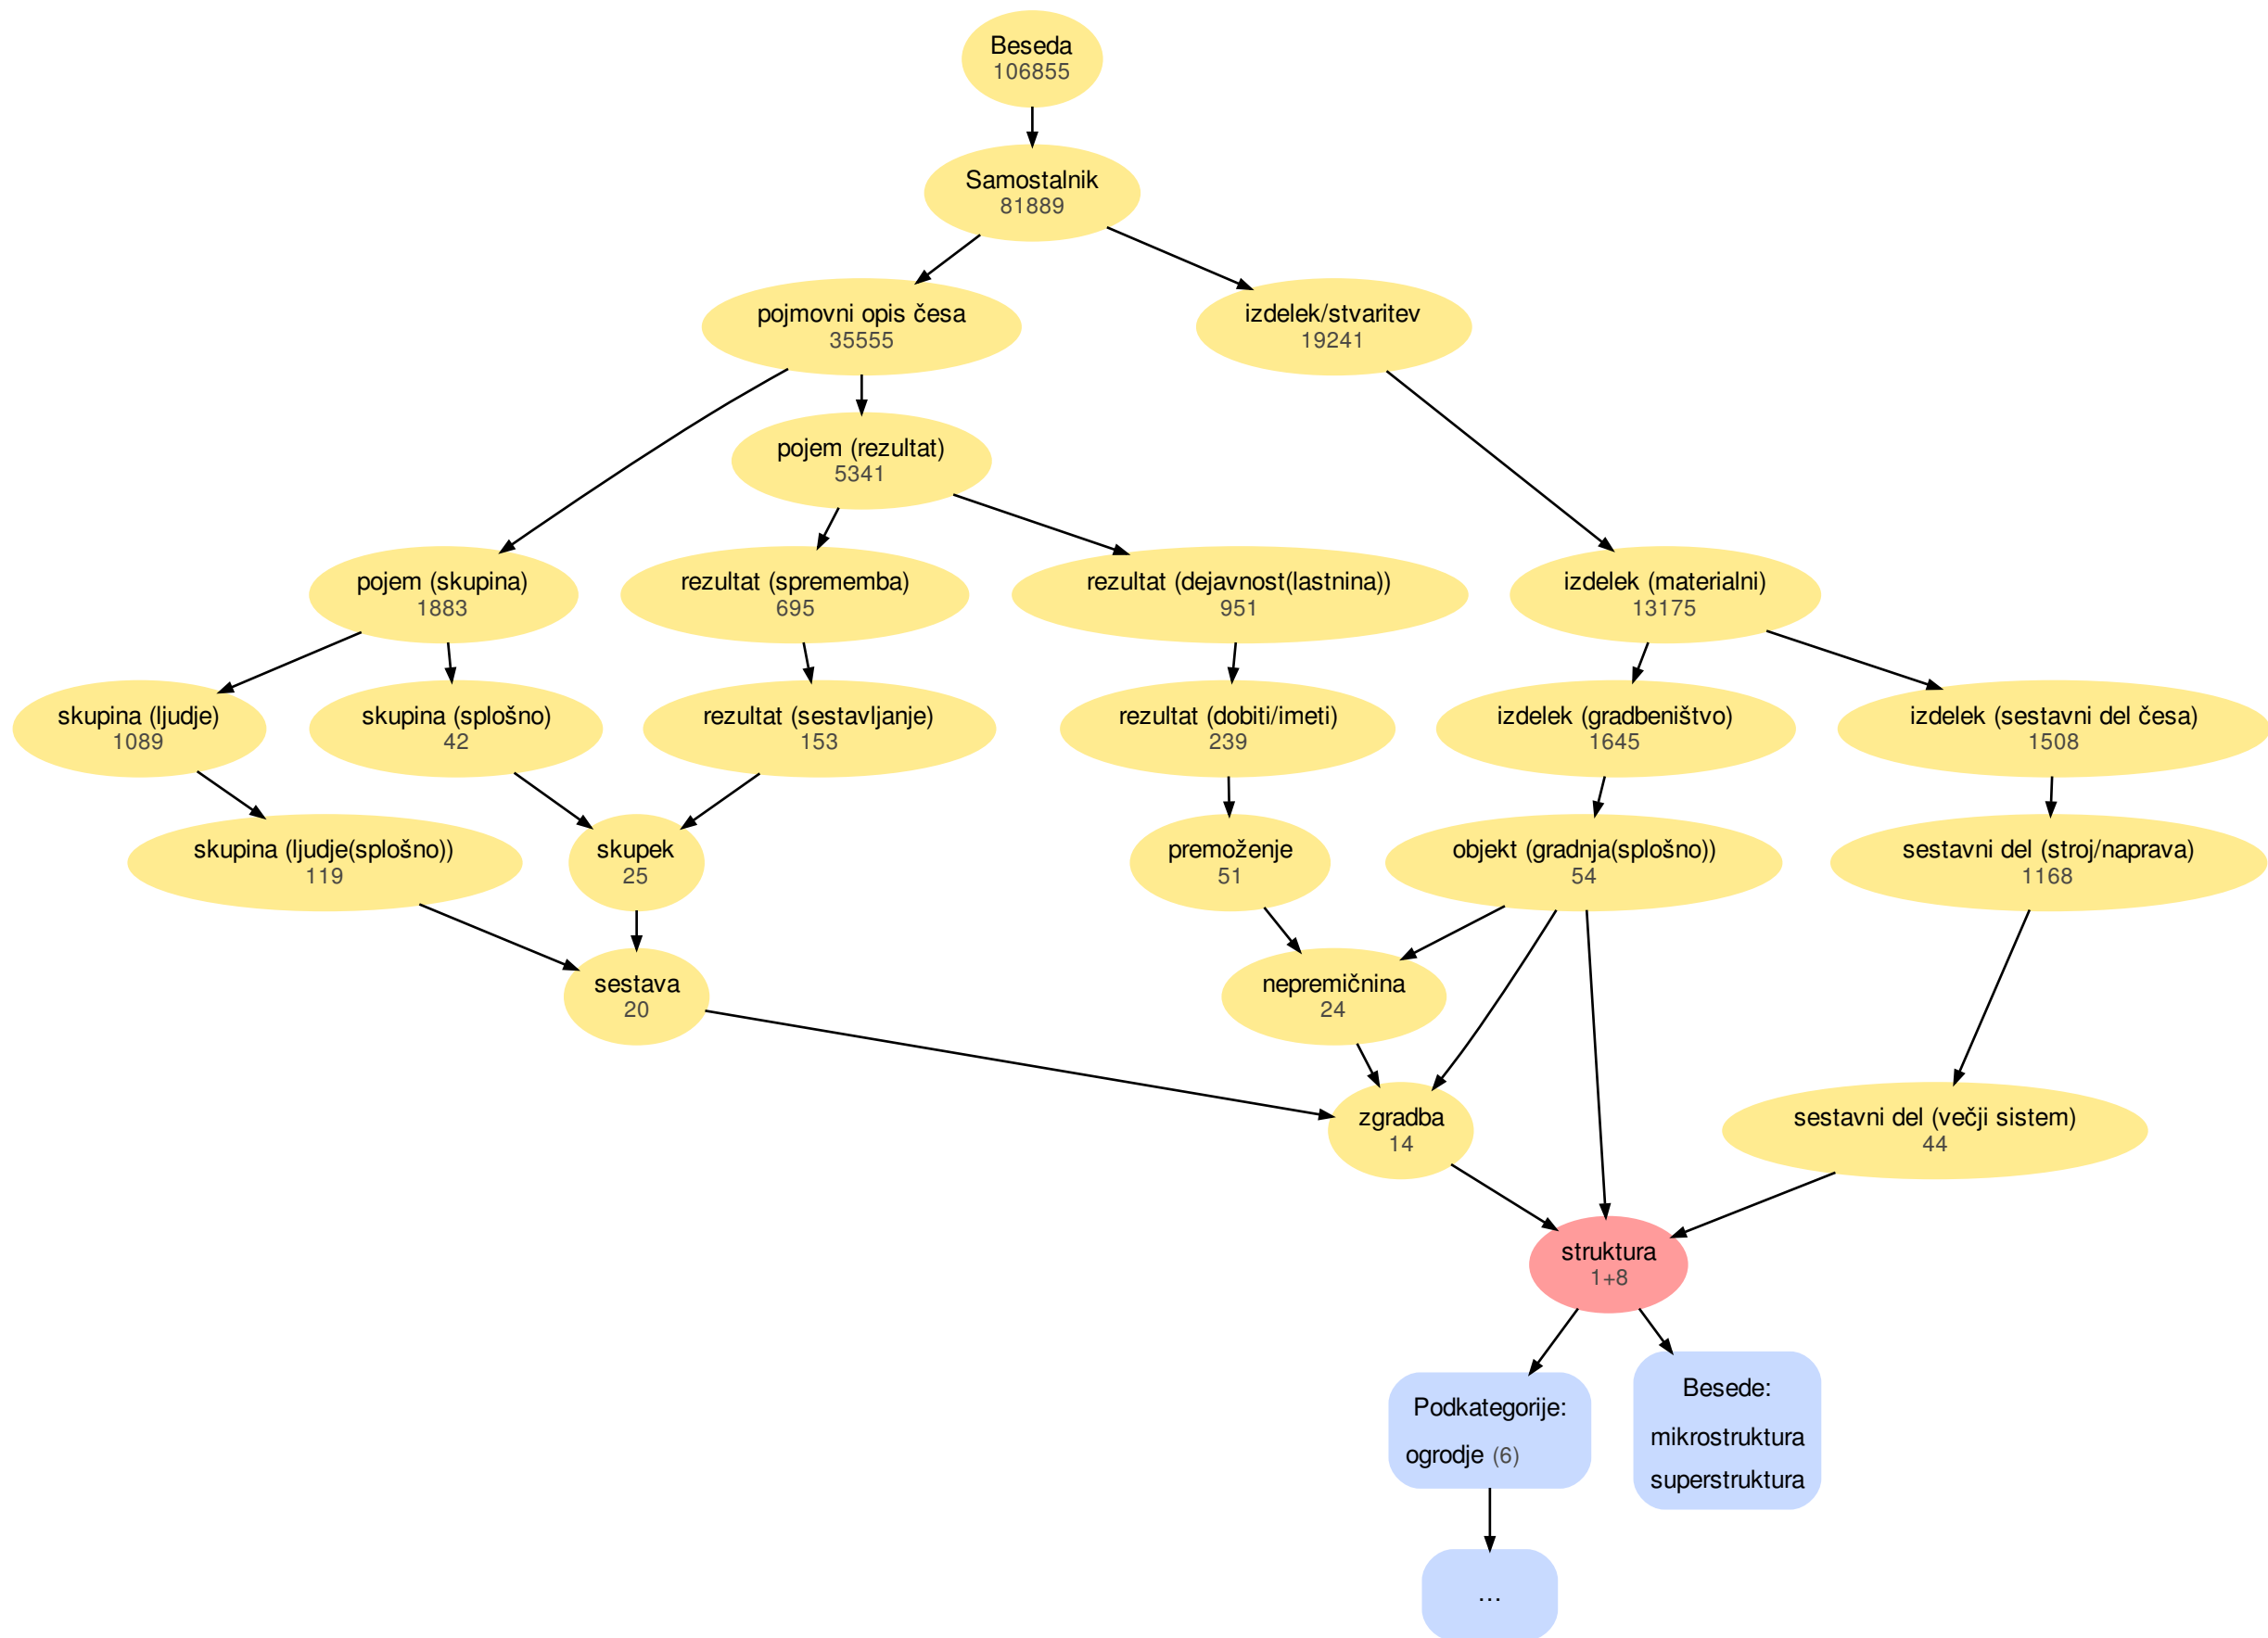 Beseda
106855
Samostalnik
81889
pojmovni opis česa
35555
izdelek/stvaritev
19241
pojem (rezultat)
5341
pojem (skupina)
1883
rezultat (sprememba)
695
rezultat (dejavnost(lastnina))
951
izdelek (materialni)
13175
skupina (ljudje)
1089
skupina (splošno)
42
rezultat (sestavljanje)
153
rezultat (dobiti/imeti)
239
izdelek (gradbeništvo)
1645
izdelek (sestavni del česa)
1508
skupina (ljudje(splošno))
119
skupek
25
premoženje
51
objekt (gradnja(splošno))
54
sestavni del (stroj/naprava)
1168
sestava
20
nepremičnina
24
zgradba
14
sestavni del (večji sistem)
44
struktura
1+8
Podkategorije:
ogrodje (6)
Besede:
mikrostruktura
superstruktura
...